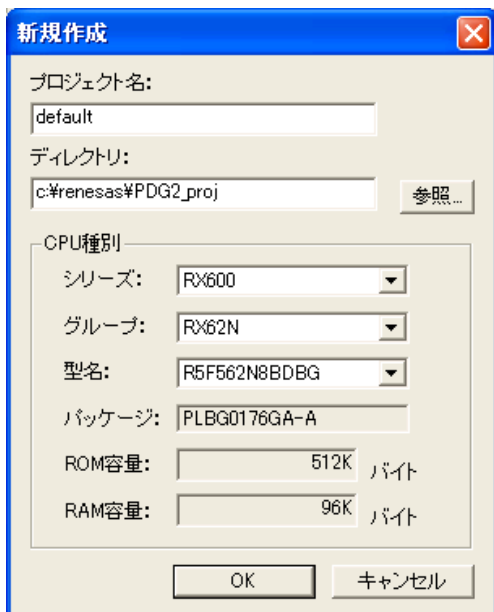 新規作成
プロジェクト名:
default
ディレクトリ:
c:¥renesas¥PDG2_proj
参照...
CPU種別
シリーズ: RX600
グループ: RX62N
型名: R5F562N8BDBG
パッケージ: PLBG0176GA-A
ROM容量: 512K バイト
RAM容量: 96K バイト
OK キャンセル